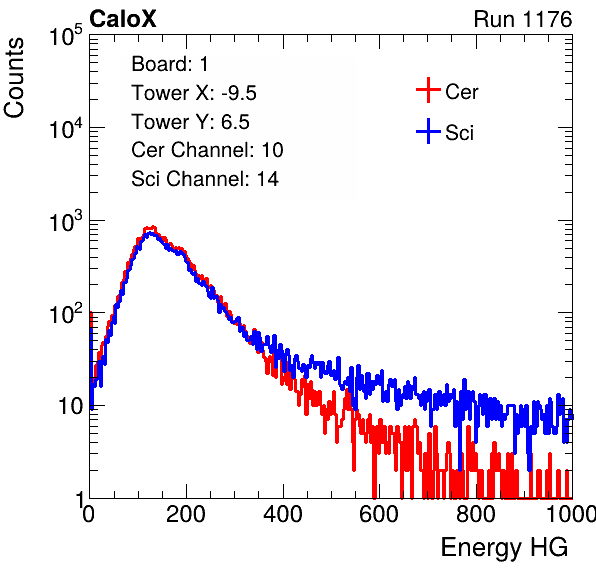 CaloX Run 1176
Counts
10^5
10^4
10^3
10^2
10
1
Board: 1
Tower X: -9.5
Tower Y: 6.5
Cer Channel: 10
Sci Channel: 14
Cer
Sci
0 200 400 600 800 1000
Energy HG